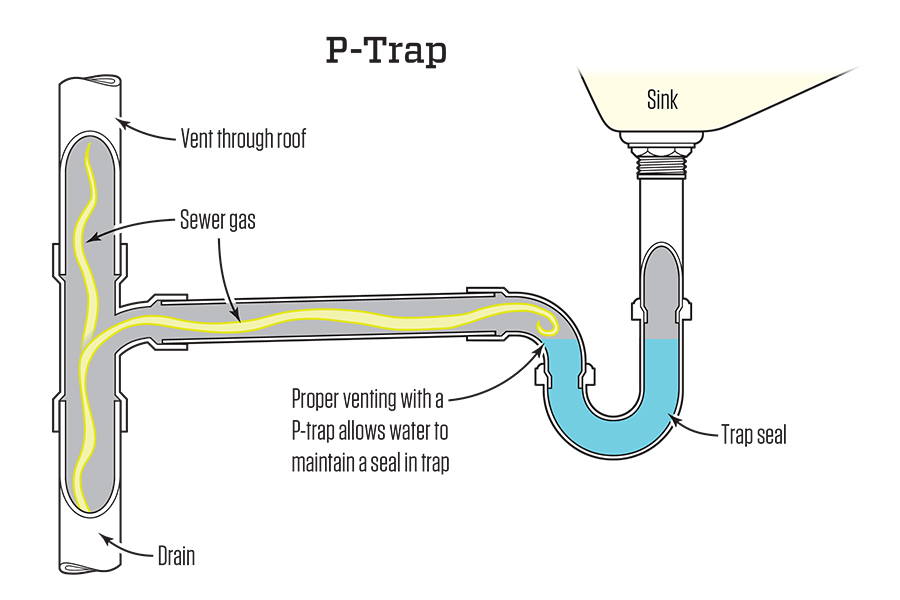 P-Trap
Sink
Vent through roof
Sewer gas
Proper venting with a
P-trap allows water to
maintain a seal in trap
Trap seal
Drain